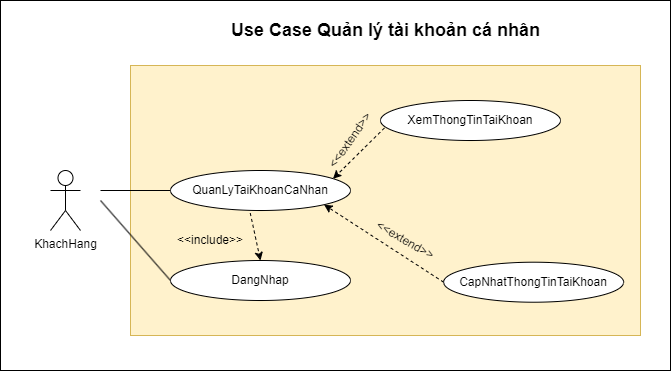 Use Case Quản lý tài khoản cá nhân
XemThongTinTaiKhoan
<<extend>>
QuanLyTaiKhoanCaNhan
KhachHang
<<include>>
<<extend>>
DangNhap
CapNhatThongTinTaiKhoan